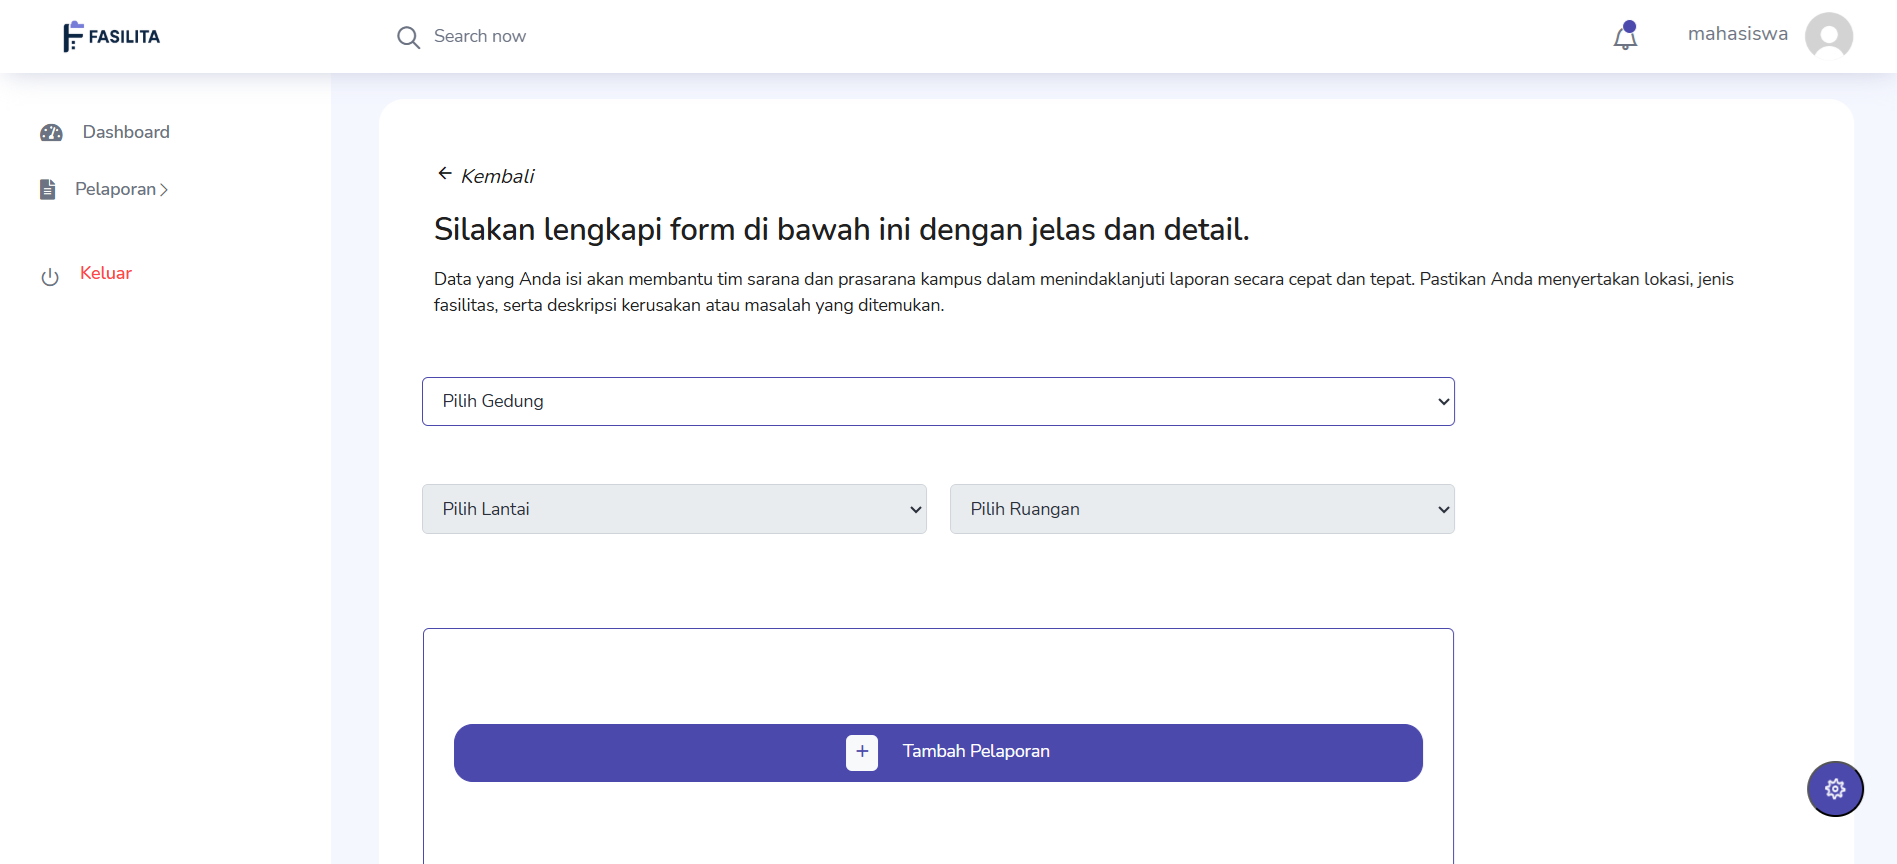 FASILITA
Search now
mahasiswa
Dashboard
Pelaporan
Keluar
Kembali
Silakan lengkapi form di bawah ini dengan jelas dan detail.
Data yang Anda isi akan membantu tim sarana dan prasarana kampus dalam menindaklanjuti laporan secara cepat dan tepat. Pastikan Anda menyertakan lokasi, jenis
fasilitas, serta deskripsi kerusakan atau masalah yang ditemukan.
Pilih Gedung
Pilih Lantai
Pilih Ruangan
+ Tambah Pelaporan